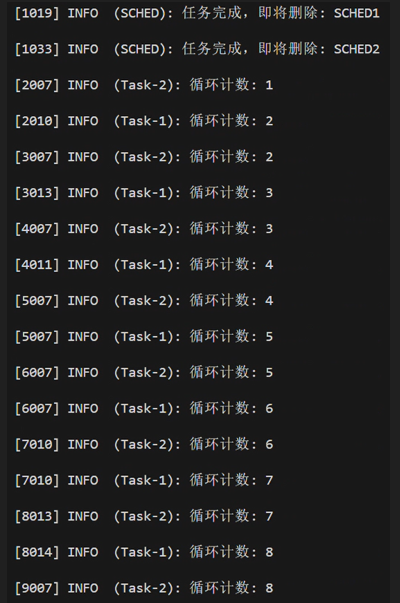 [1019] INFO  (SCHED): 任务完成，即将删除: SCHED1
[1033] INFO  (SCHED): 任务完成，即将删除: SCHED2
[2007] INFO  (Task-2): 循环计数: 1
[2010] INFO  (Task-1): 循环计数: 2
[3007] INFO  (Task-2): 循环计数: 2
[3013] INFO  (Task-1): 循环计数: 3
[4007] INFO  (Task-2): 循环计数: 3
[4011] INFO  (Task-1): 循环计数: 4
[5007] INFO  (Task-2): 循环计数: 4
[5007] INFO  (Task-1): 循环计数: 5
[6007] INFO  (Task-2): 循环计数: 5
[6007] INFO  (Task-1): 循环计数: 6
[7010] INFO  (Task-2): 循环计数: 6
[7010] INFO  (Task-1): 循环计数: 7
[8013] INFO  (Task-2): 循环计数: 7
[8014] INFO  (Task-1): 循环计数: 8
[9007] INFO  (Task-2): 循环计数: 8